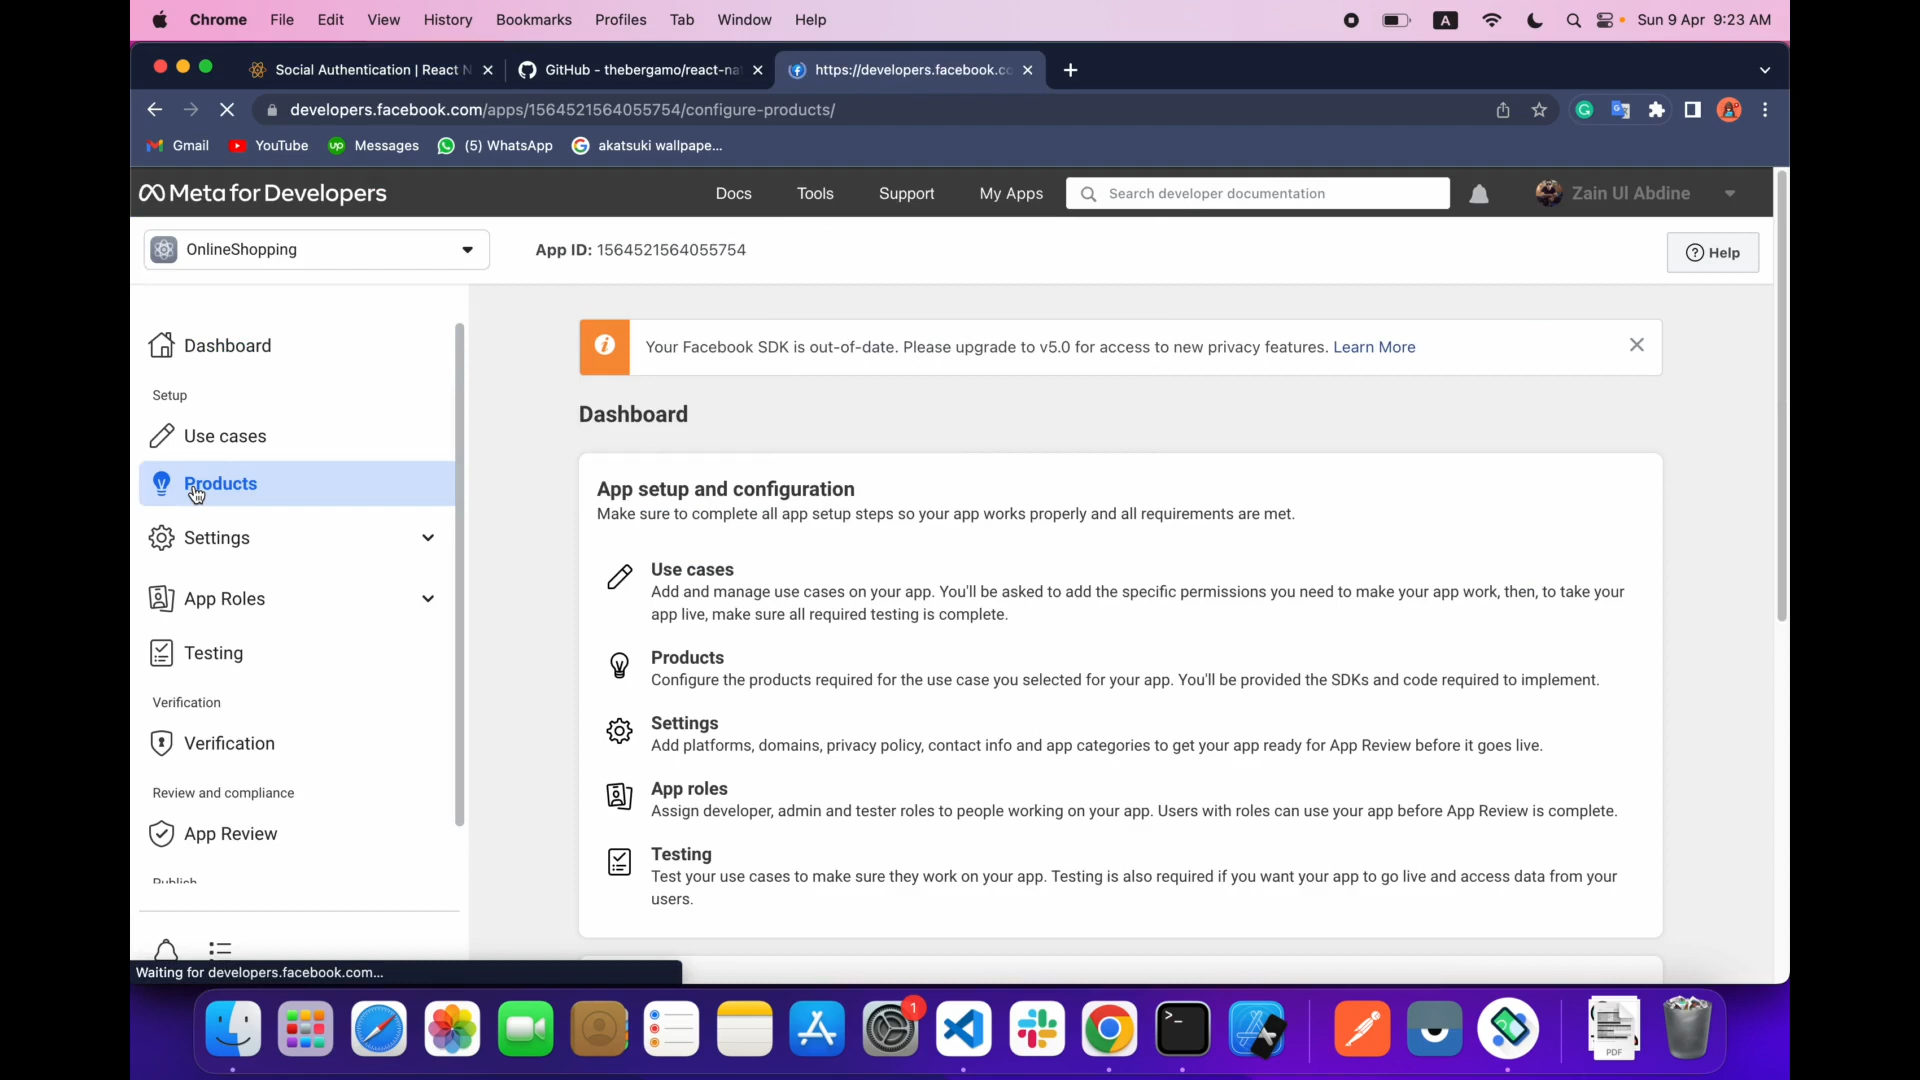 Chrome File Edit View History Bookmarks Profiles Tab Window Help A Sun 9 Apr 9:23 AM
Social Authentication | React N GitHub - thebergamo/react-nat https://developers.facebook.co
developers.facebook.com/apps/1564521564055754/configure-products/
Gmail YouTube up Messages (5) WhatsApp akatsuki wallpape...
Meta for Developers Docs Tools Support My Apps Search developer documentation Zain Ul Abdine
OnlineShopping App ID: 1564521564055754 Help
Your Facebook SDK is out-of-date. Please upgrade to v5.0 for access to new privacy features. Learn More
Dashboard
Setup
Use cases
Products
Settings
App Roles
Testing
Verification
Verification
Review and compliance
App Review
Publish
Dashboard
App setup and configuration
Make sure to complete all app setup steps so your app works properly and all requirements are met.
Use cases
Add and manage use cases on your app. You'll be asked to add the specific permissions you need to make your app work, then, to take your
app live, make sure all required testing is complete.
Products
Configure the products required for the use case you selected for your app. You'll be provided the SDKs and code required to implement.
Settings
Add platforms, domains, privacy policy, contact info and app categories to get your app ready for App Review before it goes live.
App roles
Assign developer, admin and tester roles to people working on your app. Users with roles can use your app before App Review is complete.
Testing
Test your use cases to make sure they work on your app. Testing is also required if you want your app to go live and access data from your
users.
Waiting for developers.facebook.com...
1
PDF